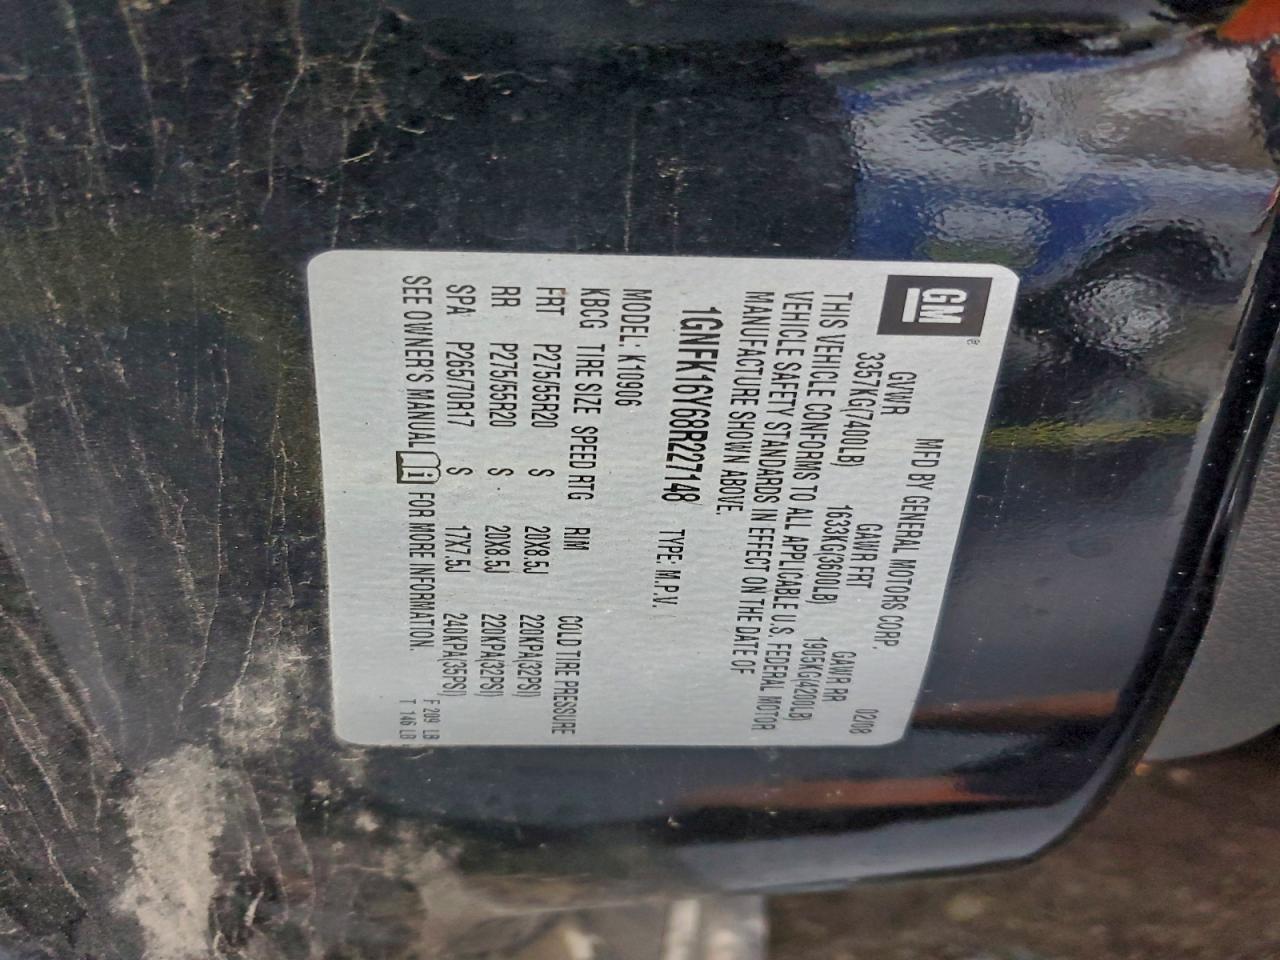 GM®
MFD BY GENERAL MOTORS CORP. 02/08
GVWR GAWR FRT GAWR RR
3357KG(7400LB) 1633KG(3600LB) 1905KG(4200LB)
THIS VEHICLE CONFORMS TO ALL APPLICABLE U.S. FEDERAL MOTOR
VEHICLE SAFETY STANDARDS IN EFFECT ON THE DATE OF
MANUFACTURE SHOWN ABOVE.
1GNFK16Y68R227148 TYPE: M.P.V.
MODEL: K10906
KBCG TIRE SIZE SPEED RTG RIM COLD TIRE PRESSURE
FRT P275/55R20 S 20X8.5J 220KPA(32PSI)
RR P275/55R20 S 20X8.5J 220KPA(32PSI)
SPA P265/70R17 S 17X7.5J 240KPA(35PSI)
SEE OWNER'S MANUAL FOR MORE INFORMATION.
F 209 LB
T 146 LB